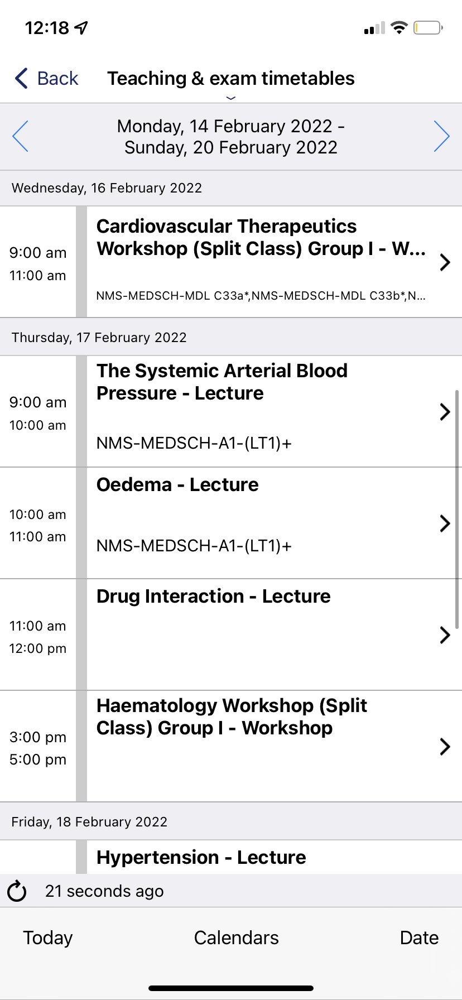 12:18
Back
Teaching & exam timetables
Monday, 14 February 2022 -
Sunday, 20 February 2022
Wednesday, 16 February 2022
9:00 am
11:00 am
Cardiovascular Therapeutics
Workshop (Split Class) Group I - W...
NMS-MEDSCH-MDL C33a*,NMS-MEDSCH-MDL C33b*,N...
Thursday, 17 February 2022
9:00 am
10:00 am
The Systemic Arterial Blood
Pressure - Lecture
NMS-MEDSCH-A1-(LT1)+
10:00 am
11:00 am
Oedema - Lecture
NMS-MEDSCH-A1-(LT1)+
11:00 am
12:00 pm
Drug Interaction - Lecture
3:00 pm
5:00 pm
Haematology Workshop (Split
Class) Group I - Workshop
Friday, 18 February 2022
Hypertension - Lecture
21 seconds ago
Today
Calendars
Date